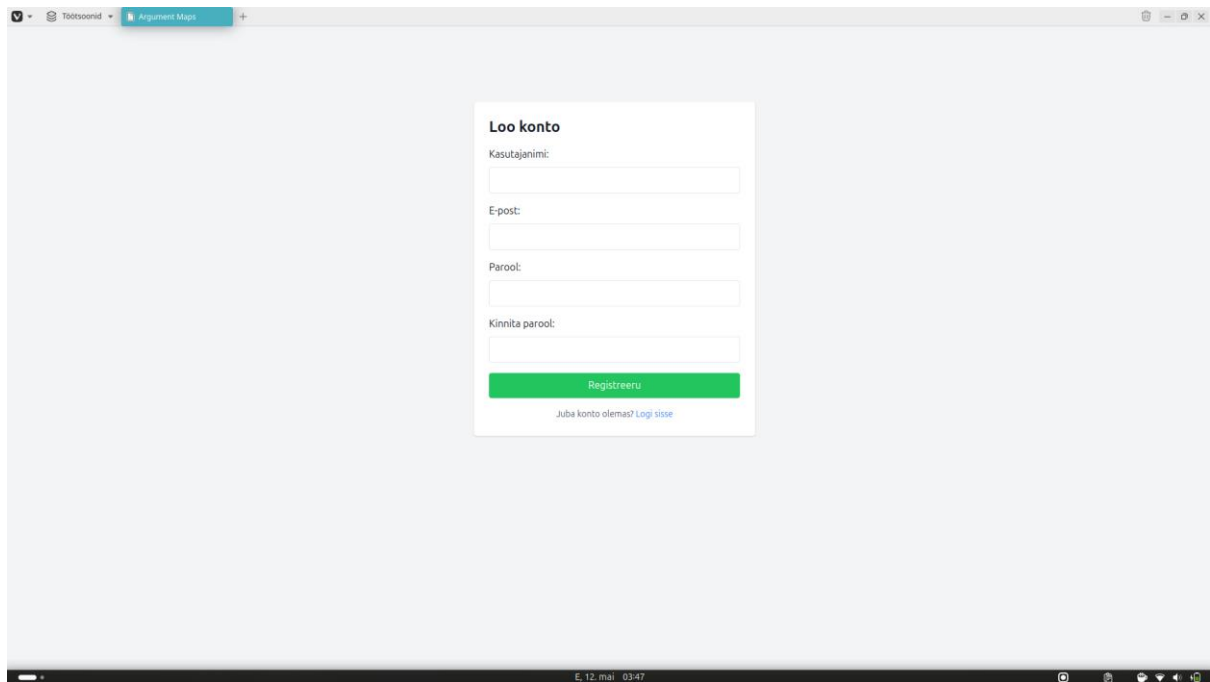 Töötsoonid
Argument Maps
Loo konto
Kasutajanimi:
E-post:
Parool:
Kinnita parool:
Registreeru
Juba konto olemas? Logi sisse
E, 12. mai 03:47